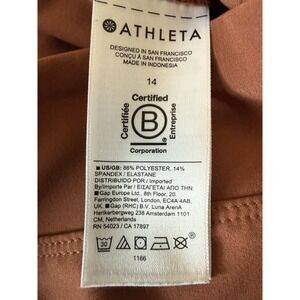 ATHLETA
DESIGNED IN SAN FRANCISCO
CONÇU À SAN FRANCISCO
MADE IN INDONESIA
14
Certified
Certifiée
B
Entreprise
Corporation
■ US/GB: 86% POLYESTER, 14%
SPANDEX / ELASTANE
DISTRIBUIDO POR / Imported
By/Importe Par / ΕΙΣΑΓΕΤΑΙ ΑΠΟ ΤΗΝ:
■ Gap Europe Ltd., 8th Floor, 20
Farringdon Street, London, EC4A 4AB,
UK. ■ Gap (RHC) B.V. Luna ArenA
Herikerbergweg 238 Amsterdam 1101
CM, Netherlands
RN 54023 / CA 17897
30
1166